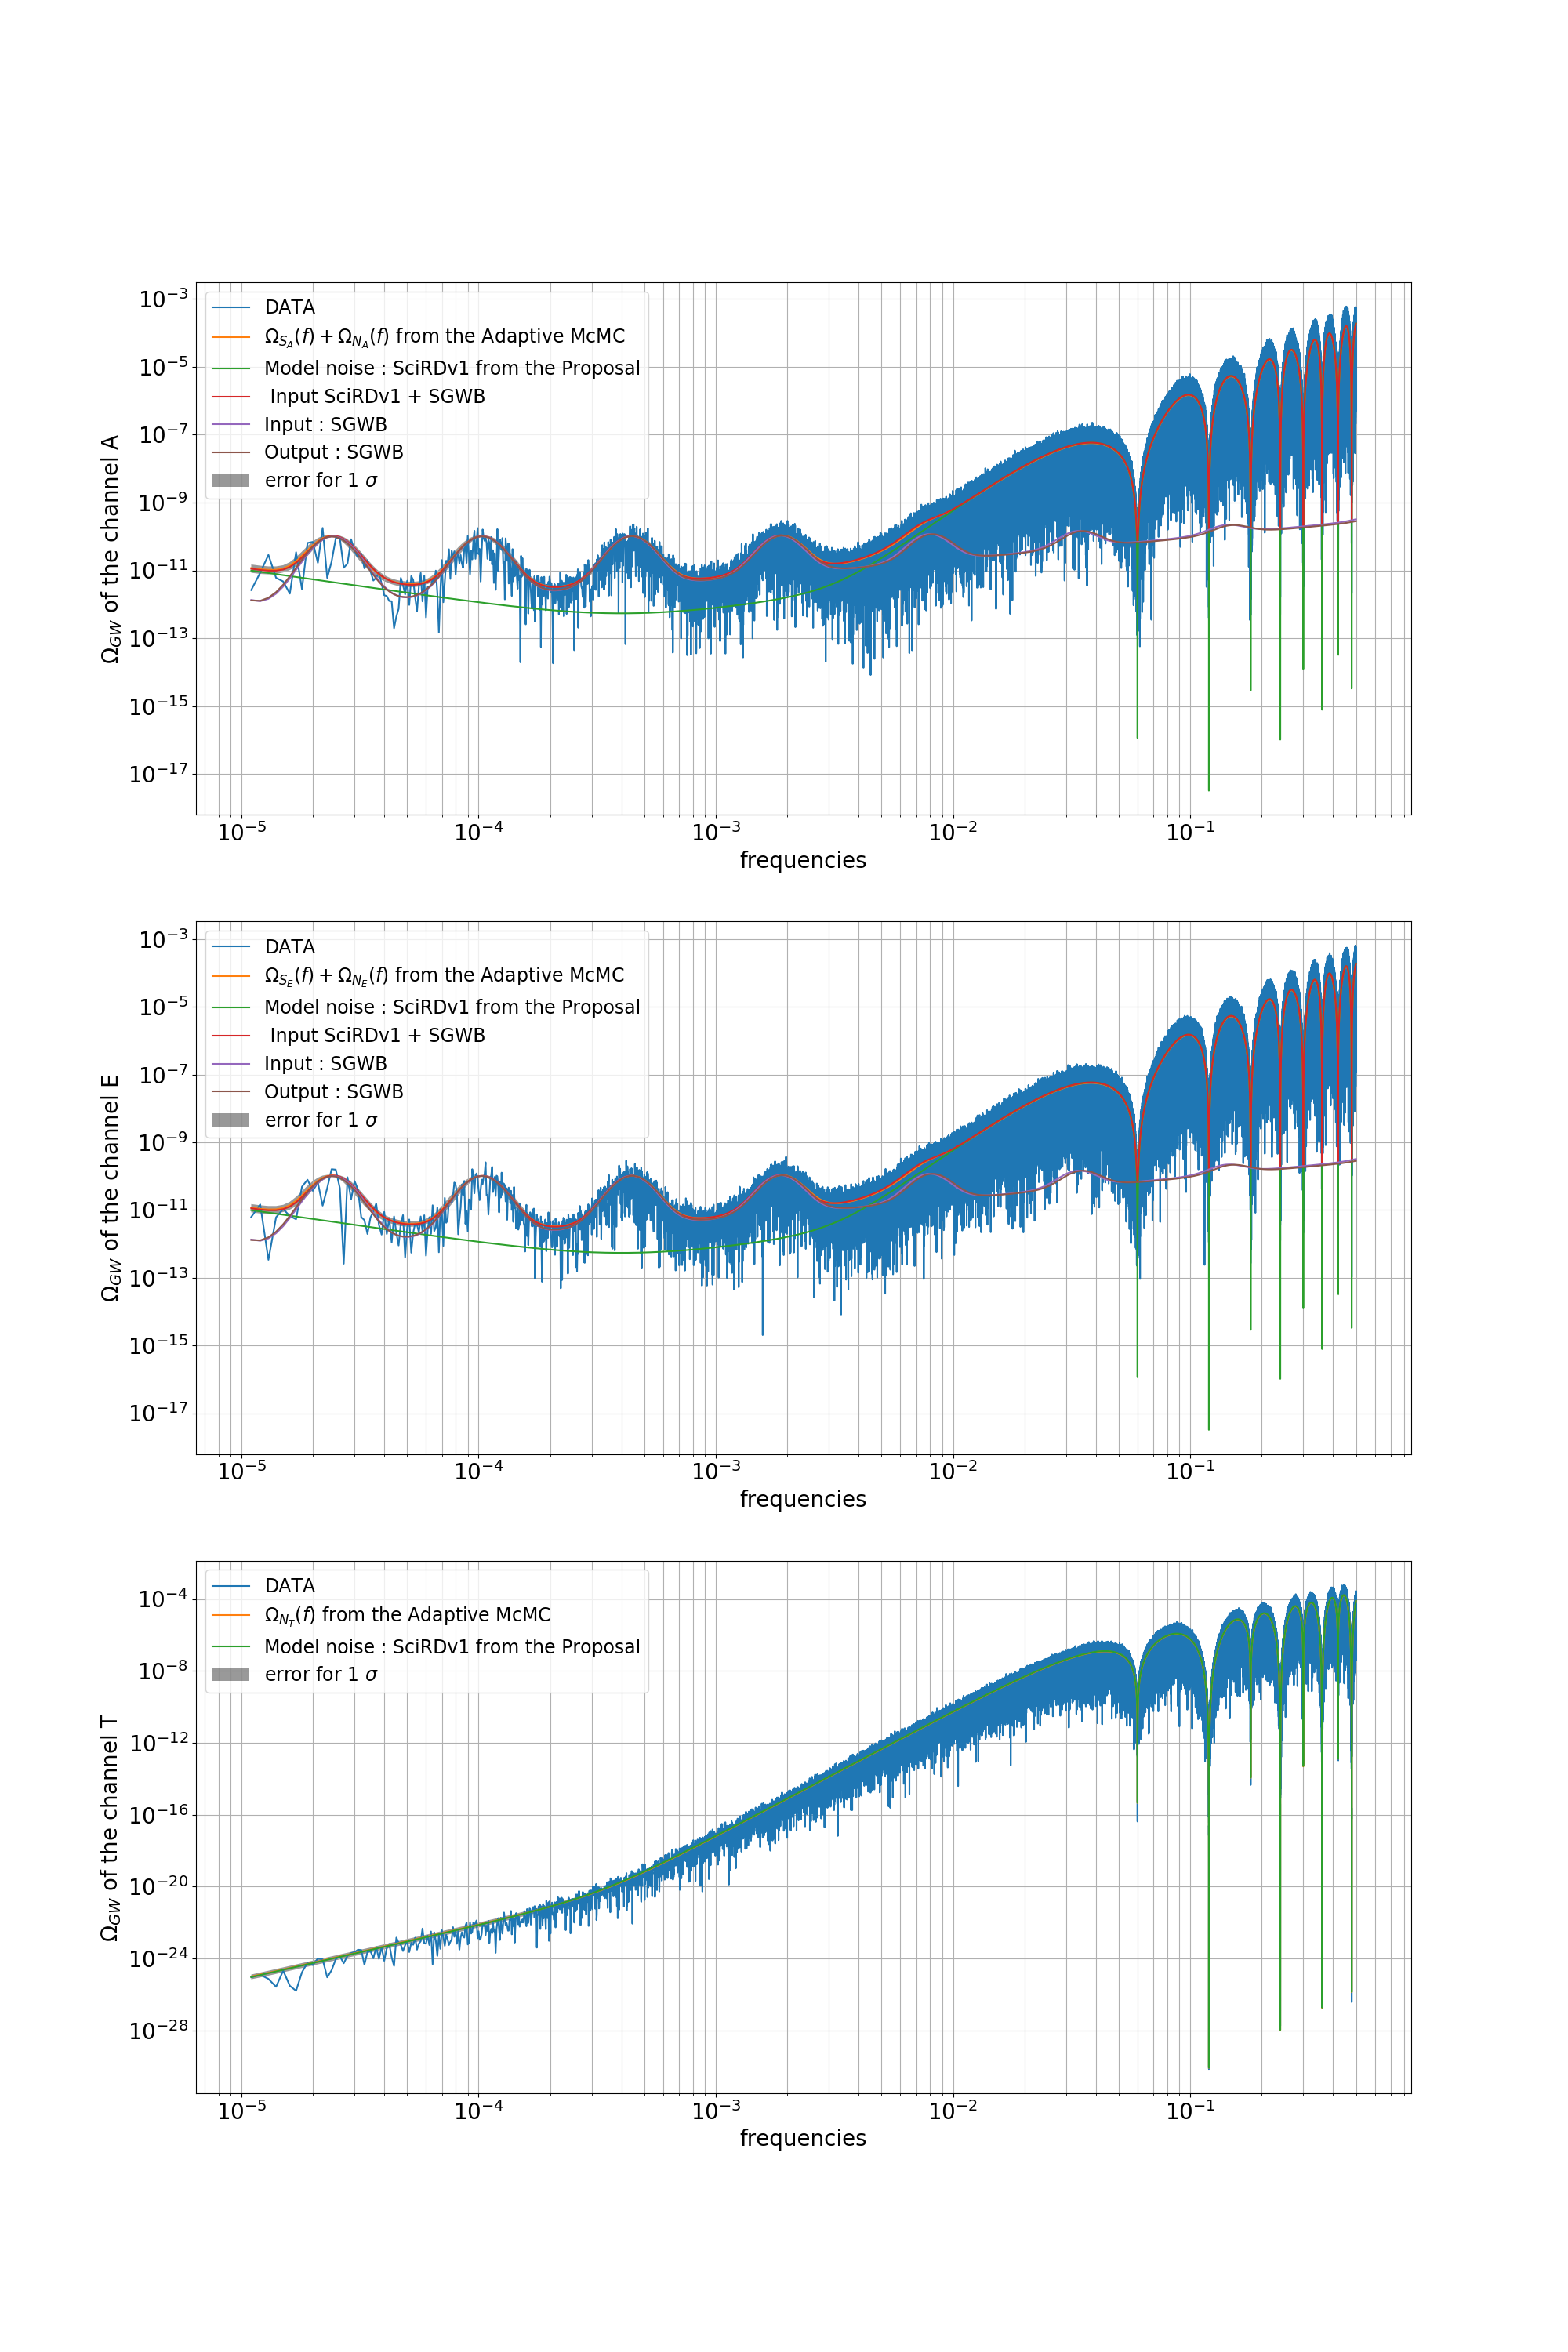 10⁻³
10⁻⁵
10⁻⁷
10⁻⁹
10⁻¹¹
10⁻¹³
10⁻¹⁵
10⁻¹⁷
Ω_GW of the channel A
DATA
Ω_{S_A}(f) + Ω_{N_A}(f) from the Adaptive McMC
Model noise : SciRDv1 from the Proposal
Input SciRDv1 + SGWB
Input : SGWB
Output : SGWB
error for 1 σ
10⁻⁵ 10⁻⁴ 10⁻³ 10⁻² 10⁻¹
frequencies
10⁻³
10⁻⁵
10⁻⁷
10⁻⁹
10⁻¹¹
10⁻¹³
10⁻¹⁵
10⁻¹⁷
Ω_GW of the channel E
DATA
Ω_{S_E}(f) + Ω_{N_E}(f) from the Adaptive McMC
Model noise : SciRDv1 from the Proposal
Input SciRDv1 + SGWB
Input : SGWB
Output : SGWB
error for 1 σ
10⁻⁵ 10⁻⁴ 10⁻³ 10⁻² 10⁻¹
frequencies
10⁻⁴
10⁻⁸
10⁻¹²
10⁻¹⁶
10⁻²⁰
10⁻²⁴
10⁻²⁸
Ω_GW of the channel T
DATA
Ω_{N_T}(f) from the Adaptive McMC
Model noise : SciRDv1 from the Proposal
error for 1 σ
10⁻⁵ 10⁻⁴ 10⁻³ 10⁻² 10⁻¹
frequencies